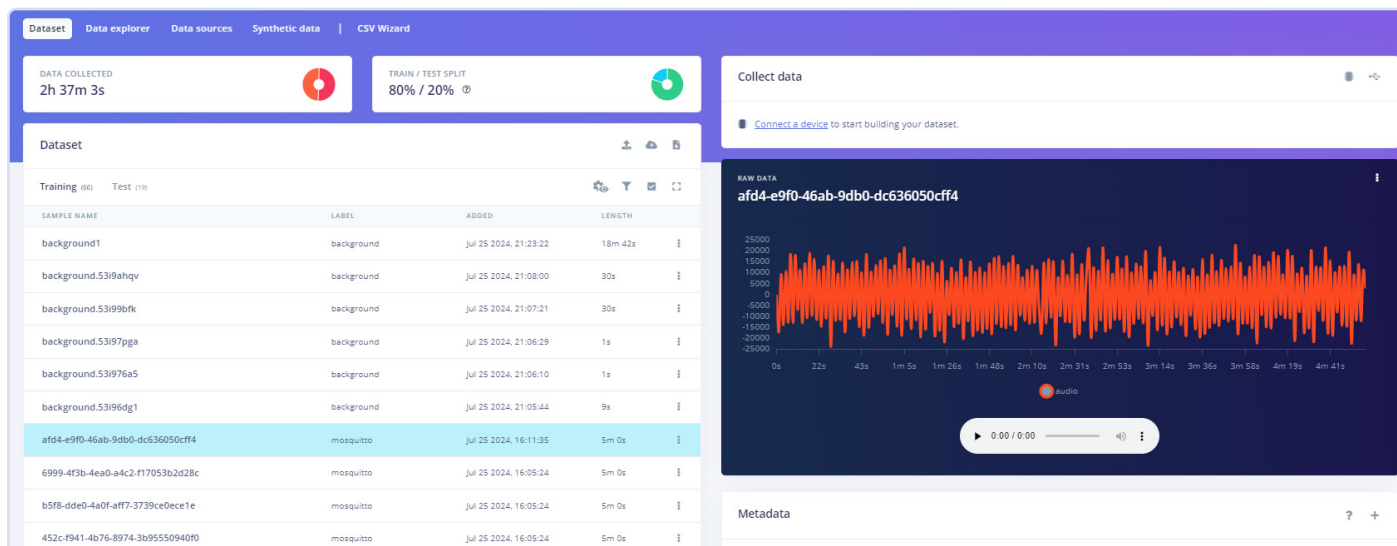 Dataset Data explorer Data sources Synthetic data | CSV Wizard
DATA COLLECTED
2h 37m 3s
TRAIN / TEST SPLIT
80% / 20% ?
Dataset
Training (66) Test (19)
SAMPLE NAME LABEL ADDED LENGTH
background1 background Jul 25 2024, 21:23:22 18m 42s
background.53i9ahqv background Jul 25 2024, 21:08:00 30s
background.53i99bfk background Jul 25 2024, 21:07:21 30s
background.53i97pga background Jul 25 2024, 21:06:29 1s
background.53i976a5 background Jul 25 2024, 21:06:10 1s
background.53i96dg1 background Jul 25 2024, 21:05:44 9s
afd4-e9f0-46ab-9db0-dc636050cff4 mosquitto Jul 25 2024, 16:11:35 5m 0s
6999-4f3b-4ea0-a4c2-f17053b2d28c mosquitto Jul 25 2024, 16:05:24 5m 0s
b5f8-dde0-4a0f-aff7-3739ce0ece1e mosquitto Jul 25 2024, 16:05:24 5m 0s
452c-f941-4b76-8974-3b95550940f0 mosquitto Jul 25 2024, 16:05:24 5m 0s
Collect data
Connect a device to start building your dataset.
RAW DATA
afd4-e9f0-46ab-9db0-dc636050cff4
25000
20000
15000
10000
5000
0
-5000
-10000
-15000
-20000
-25000
0s 22s 43s 1m 5s 1m 26s 1m 48s 2m 10s 2m 31s 2m 53s 3m 14s 3m 36s 3m 58s 4m 19s 4m 41s
audio
0:00 / 0:00
Metadata ? +